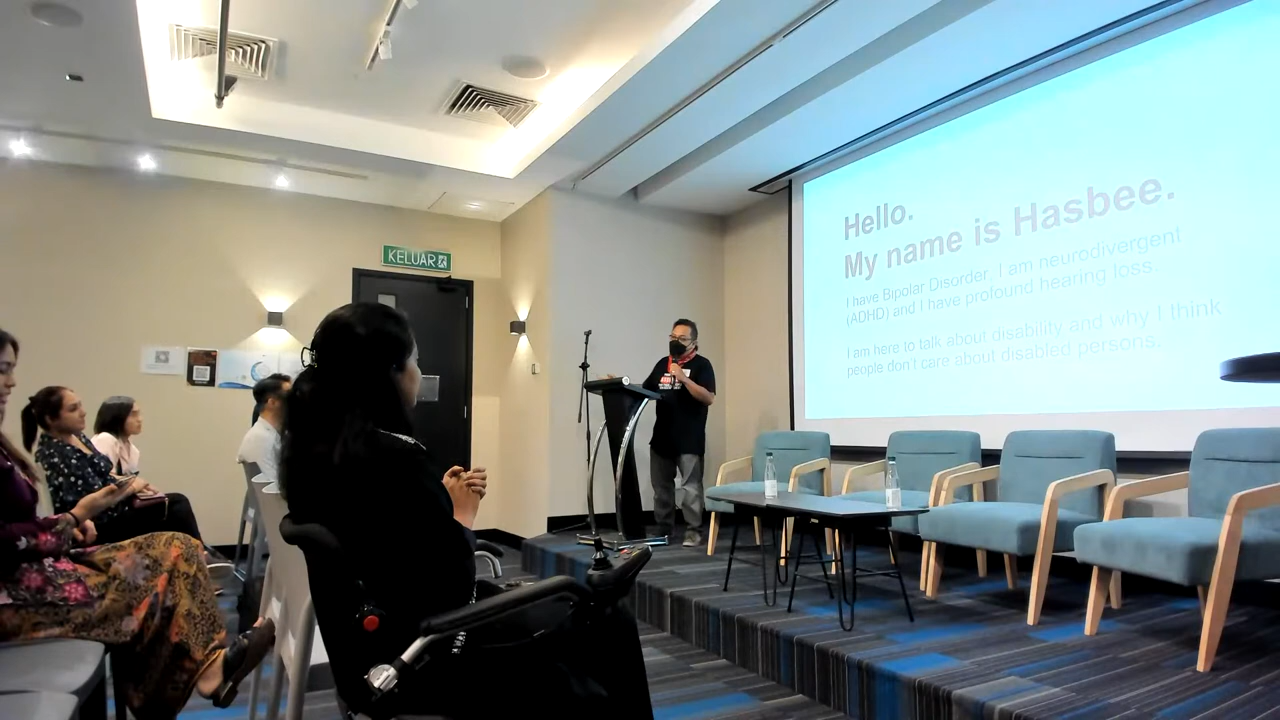 KELUAR
Hello.
My name is Hasbee.
I have Bipolar Disorder, I am neurodivergent
(ADHD) and I have profound hearing loss.
I am here to talk about disability and why I think
people don't care about disabled persons.